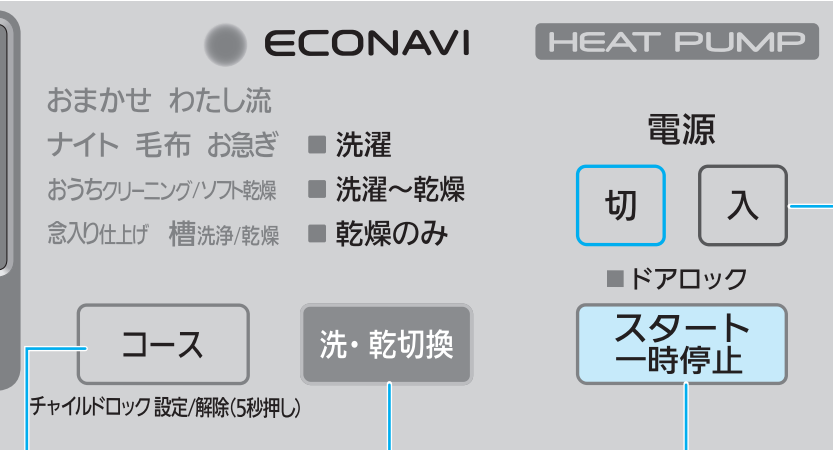 ECONAVI
HEAT PUMP
おまかせ わたし流
ナイト 毛布 お急ぎ
おうちクリーニング/ソフト乾燥
念入り仕上げ 槽洗浄/乾燥
■ 洗濯
■ 洗濯～乾燥
■ 乾燥のみ
電源
切
入
■ドアロック
コース
洗・乾切換
スタート
一時停止
チャイルドロック 設定/解除(5秒押し)